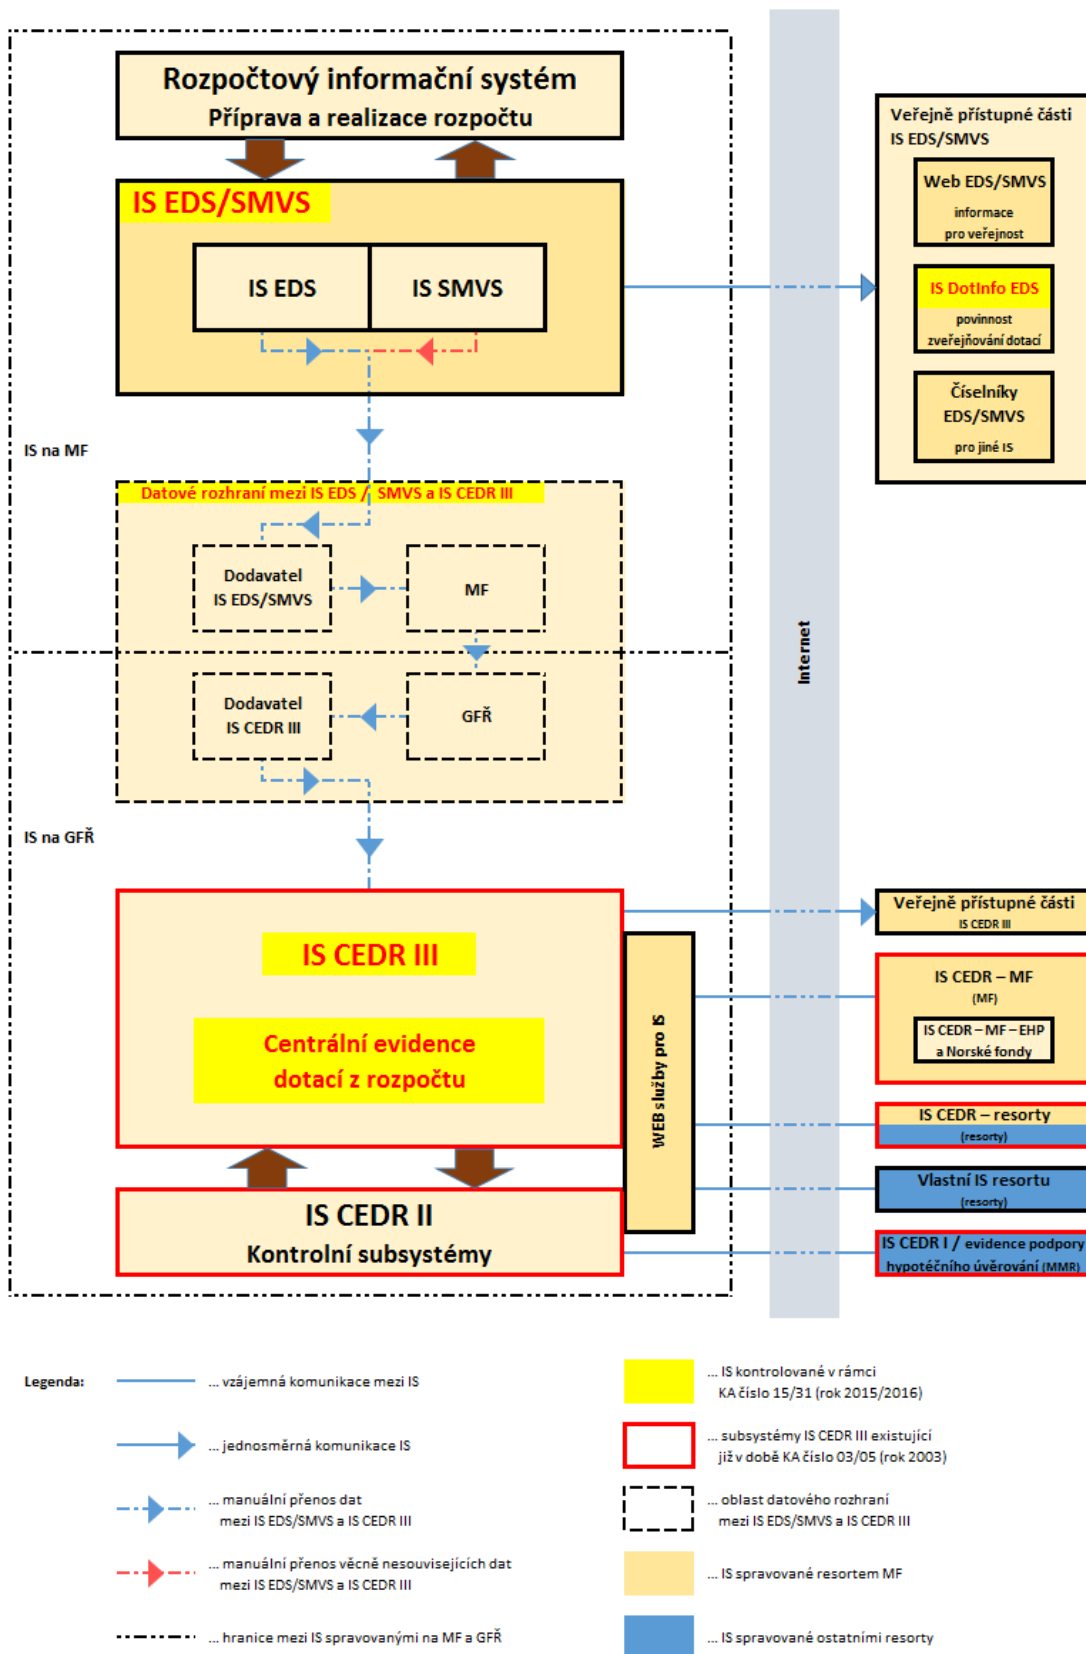 Rozpočtový informační systém
Příprava a realizace rozpočtu
IS EDS/SMVS
IS EDS
IS SMVS
Veřejně přístupné části
IS EDS/SMVS
Web EDS/SMVS
informace
pro veřejnost
IS DotInfo EDS
povinnost
zveřejňování dotací
Číselníky
EDS/SMVS
pro jiné IS
IS na MF
Datové rozhraní mezi IS EDS / SMVS a IS CEDR III
Dodavatel
IS EDS/SMVS
MF
Dodavatel
IS CEDR III
GFŘ
Internet
IS na GFŘ
IS CEDR III
Centrální evidence
dotací z rozpočtu
WEB služby pro IS
IS CEDR II
Kontrolní subsystémy
Veřejně přístupné části
IS CEDR III
IS CEDR – MF
(MF)
IS CEDR – MF – EHP
a Norské fondy
IS CEDR – resorty
(resorty)
Vlastní IS resortu
(resorty)
IS CEDR I / evidence podpory
hypotéčního úvěrování (MMR)
Legenda:
... vzájemná komunikace mezi IS
... jednosměrná komunikace IS
... manuální přenos dat
mezi IS EDS/SMVS a IS CEDR III
... manuální přenos věcně nesouvisejících dat
mezi IS EDS/SMVS a IS CEDR III
... hranice mezi IS spravovanými na MF a GFŘ
... IS kontrolované v rámci
KA číslo 15/31 (rok 2015/2016)
... subsystémy IS CEDR III existující
již v době KA číslo 03/05 (rok 2003)
... oblast datového rozhraní
mezi IS EDS/SMVS a IS CEDR III
... IS spravované resortem MF
... IS spravované ostatními resorty